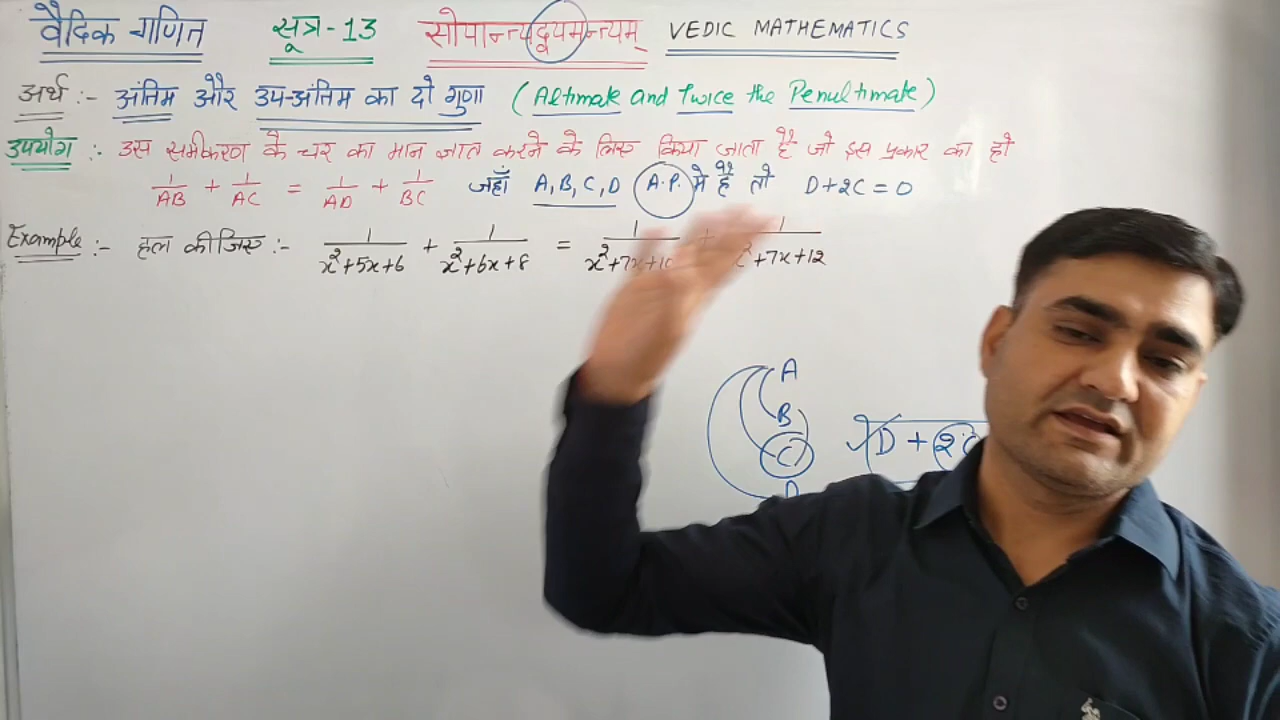 वैदिक गणित सूत्र-13 सोपान्त्यद्वयमन्त्यम् VEDIC MATHEMATICS
अर्थ :- अंतिम और उप-अंतिम का दो गुणा (Altimate and Twice the Penultimate)
उपयोग :- उस समीकरण के चर का मान ज्ञात करने के लिए किया जाता है जो इस प्रकार का हो
1/AB + 1/AC = 1/AD + 1/BC जहाँ A, B, C, D A.P. में है तो D+2C=0
Example :- हल कीजिए :- 1/x²+5x+6 + 1/x²+6x+8 = 1/x²+7x+10 + 1/x²+7x+12
A
B
C
D
D + 2C